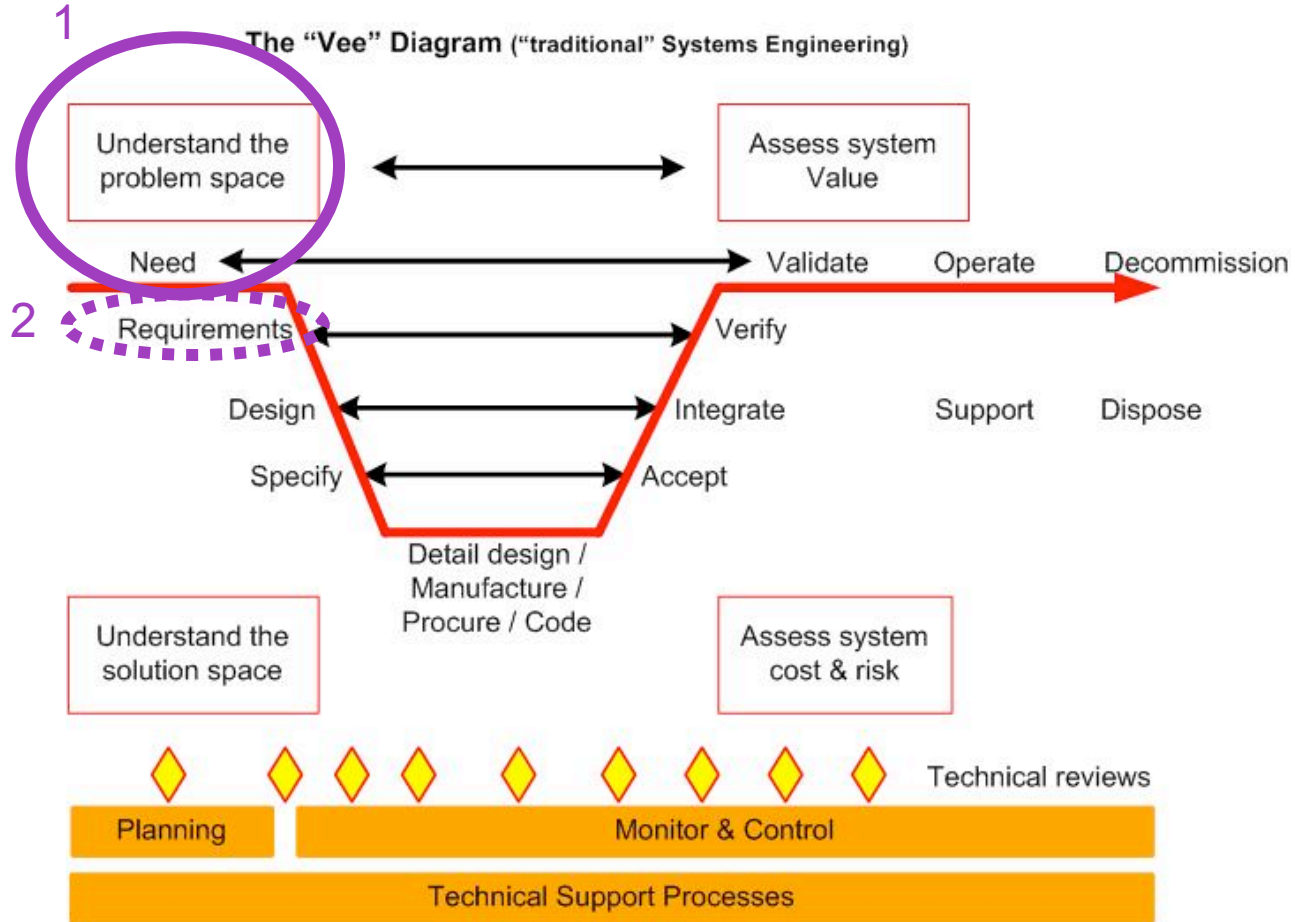 1
The “Vee” Diagram (“traditional” Systems Engineering)
Understand the
problem space
Assess system
Value
Need
Validate
Operate
Decommission
2
Requirements
Verify
Design
Integrate
Support
Dispose
Specify
Accept
Detail design /
Manufacture /
Procure / Code
Understand the
solution space
Assess system
cost & risk
Technical reviews
Planning
Monitor & Control
Technical Support Processes